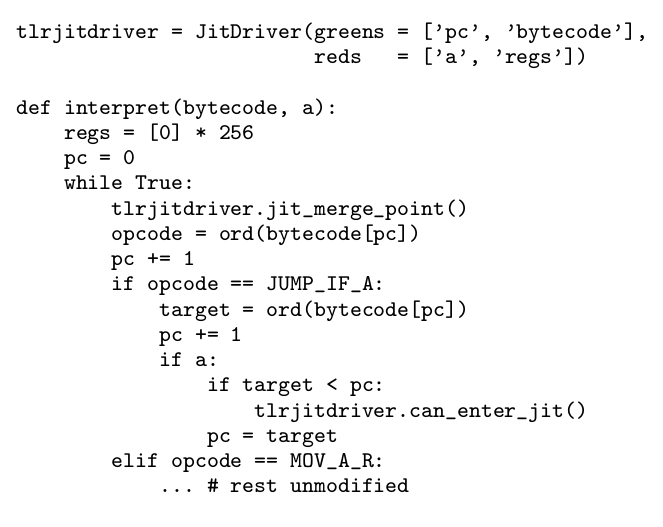 tlrjitdriver = JitDriver(greens = ['pc', 'bytecode'],
                         reds   = ['a', 'regs'])

def interpret(bytecode, a):
    regs = [0] * 256
    pc = 0
    while True:
        tlrjitdriver.jit_merge_point()
        opcode = ord(bytecode[pc])
        pc += 1
        if opcode == JUMP_IF_A:
            target = ord(bytecode[pc])
            pc += 1
            if a:
                if target < pc:
                    tlrjitdriver.can_enter_jit()
                pc = target
        elif opcode == MOV_A_R:
            ... # rest unmodified